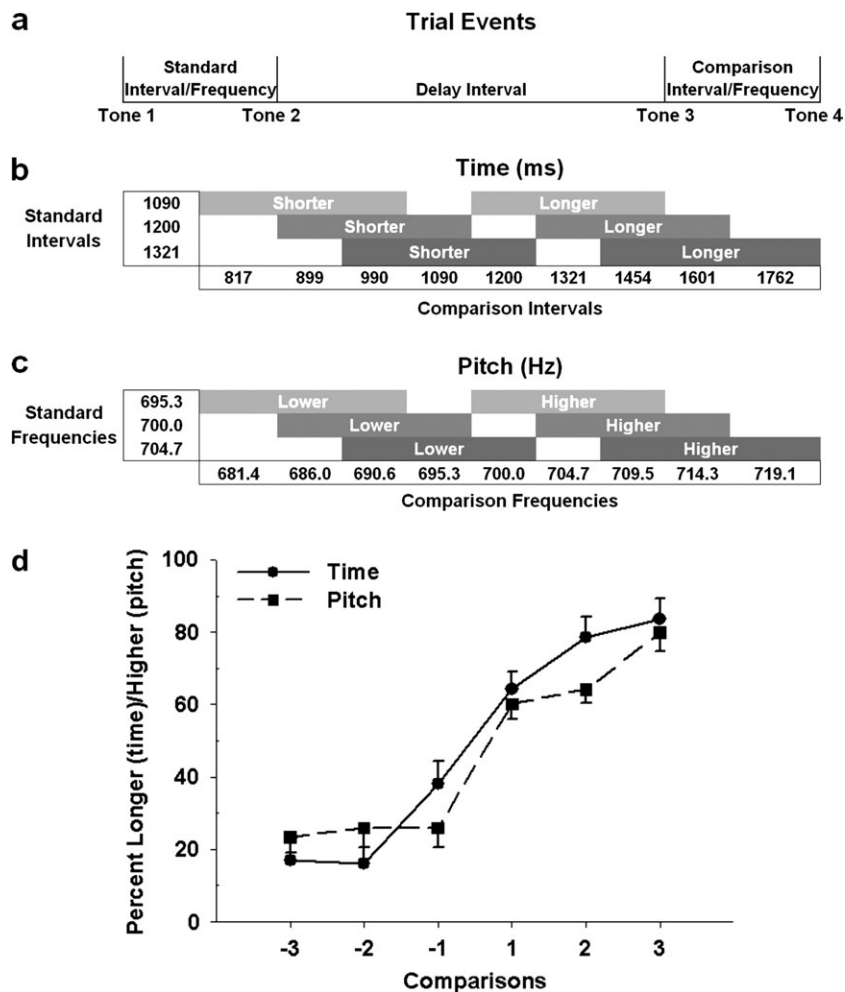 a
Trial Events
Standard Interval/Frequency
Delay Interval
Comparison Interval/Frequency
Tone 1 Tone 2 Tone 3 Tone 4
b
Time (ms)
Standard Intervals
1090 Shorter Longer
1200 Shorter Longer
1321 Shorter Longer
817 899 990 1090 1200 1321 1454 1601 1762
Comparison Intervals
c
Pitch (Hz)
Standard Frequencies
695.3 Lower Higher
700.0 Lower Higher
704.7 Lower Higher
681.4 686.0 690.6 695.3 700.0 704.7 709.5 714.3 719.1
Comparison Frequencies
d
Percent Longer (time)/Higher (pitch)
100
80
60
40
20
0
Time
Pitch
-3 -2 -1 1 2 3
Comparisons